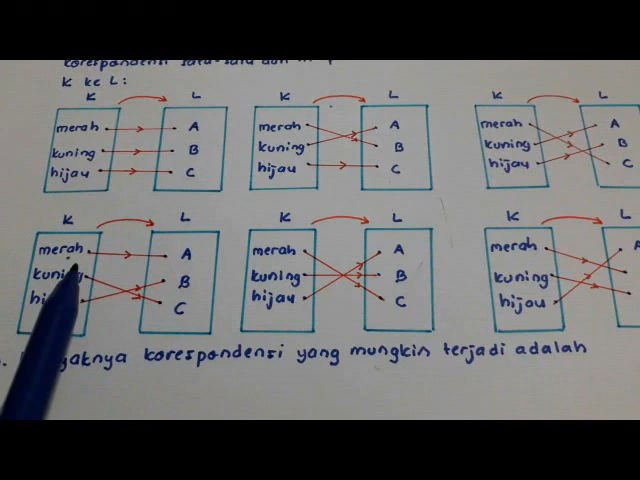 korespondensi satu-satu dari
K ke L:
K L K L K L
merah A merah A merah A
kuning B kuning B kuning B
hijau C hijau C hijau C
K L K L K L
merah A merah A merah
kuning B kuning B kuning
C hijau C hijau
korespondensi yang mungkin terjadi adalah